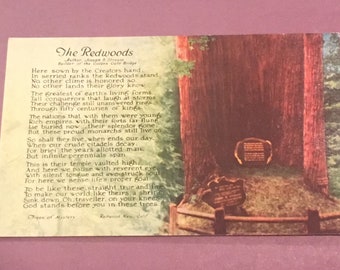 The Redwoods
Author Joseph B. Strauss
Builder of the Golden Gate Bridge
Here sown by the Creator's hand
In serried ranks the Redwoods stand
No other clime is honored so
No other lands their glory know
The greatest of earth's living forms
Tall conquerors that laugh at storms
Their challenge still unanswered rings
Through fifty centuries of kings
The nations that with them were young
Rich empires with their forts far flung
Lie buried now their splendor gone
But these proud monarchs still live on
So shall they live, when ends our day
When our crude citadels decay
For brief the years allotted man
But infinite perennials span
This is their temple vaulted high
And here we pause with reverent eye
With silent tongue and awe-struck soul
For here we sense life's proper goal
To be like these, straight, true and fine
To make our world like theirs, a shrine
Sink down, Oh traveller, on your knees
God stands before you in these trees
Trees of Mystery
Redwood Hwy, Calif